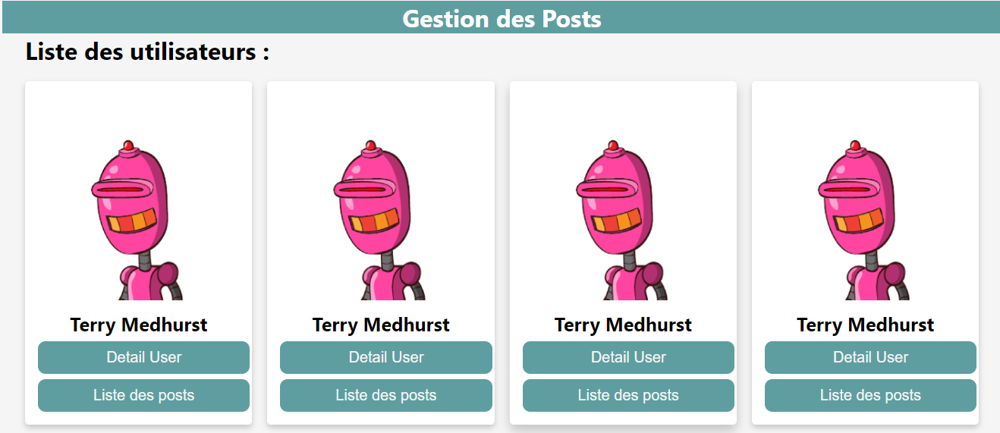 Gestion des Posts
Liste des utilisateurs :
Terry Medhurst Terry Medhurst Terry Medhurst Terry Medhurst
Detail User Detail User Detail User Detail User
Liste des posts Liste des posts Liste des posts Liste des posts